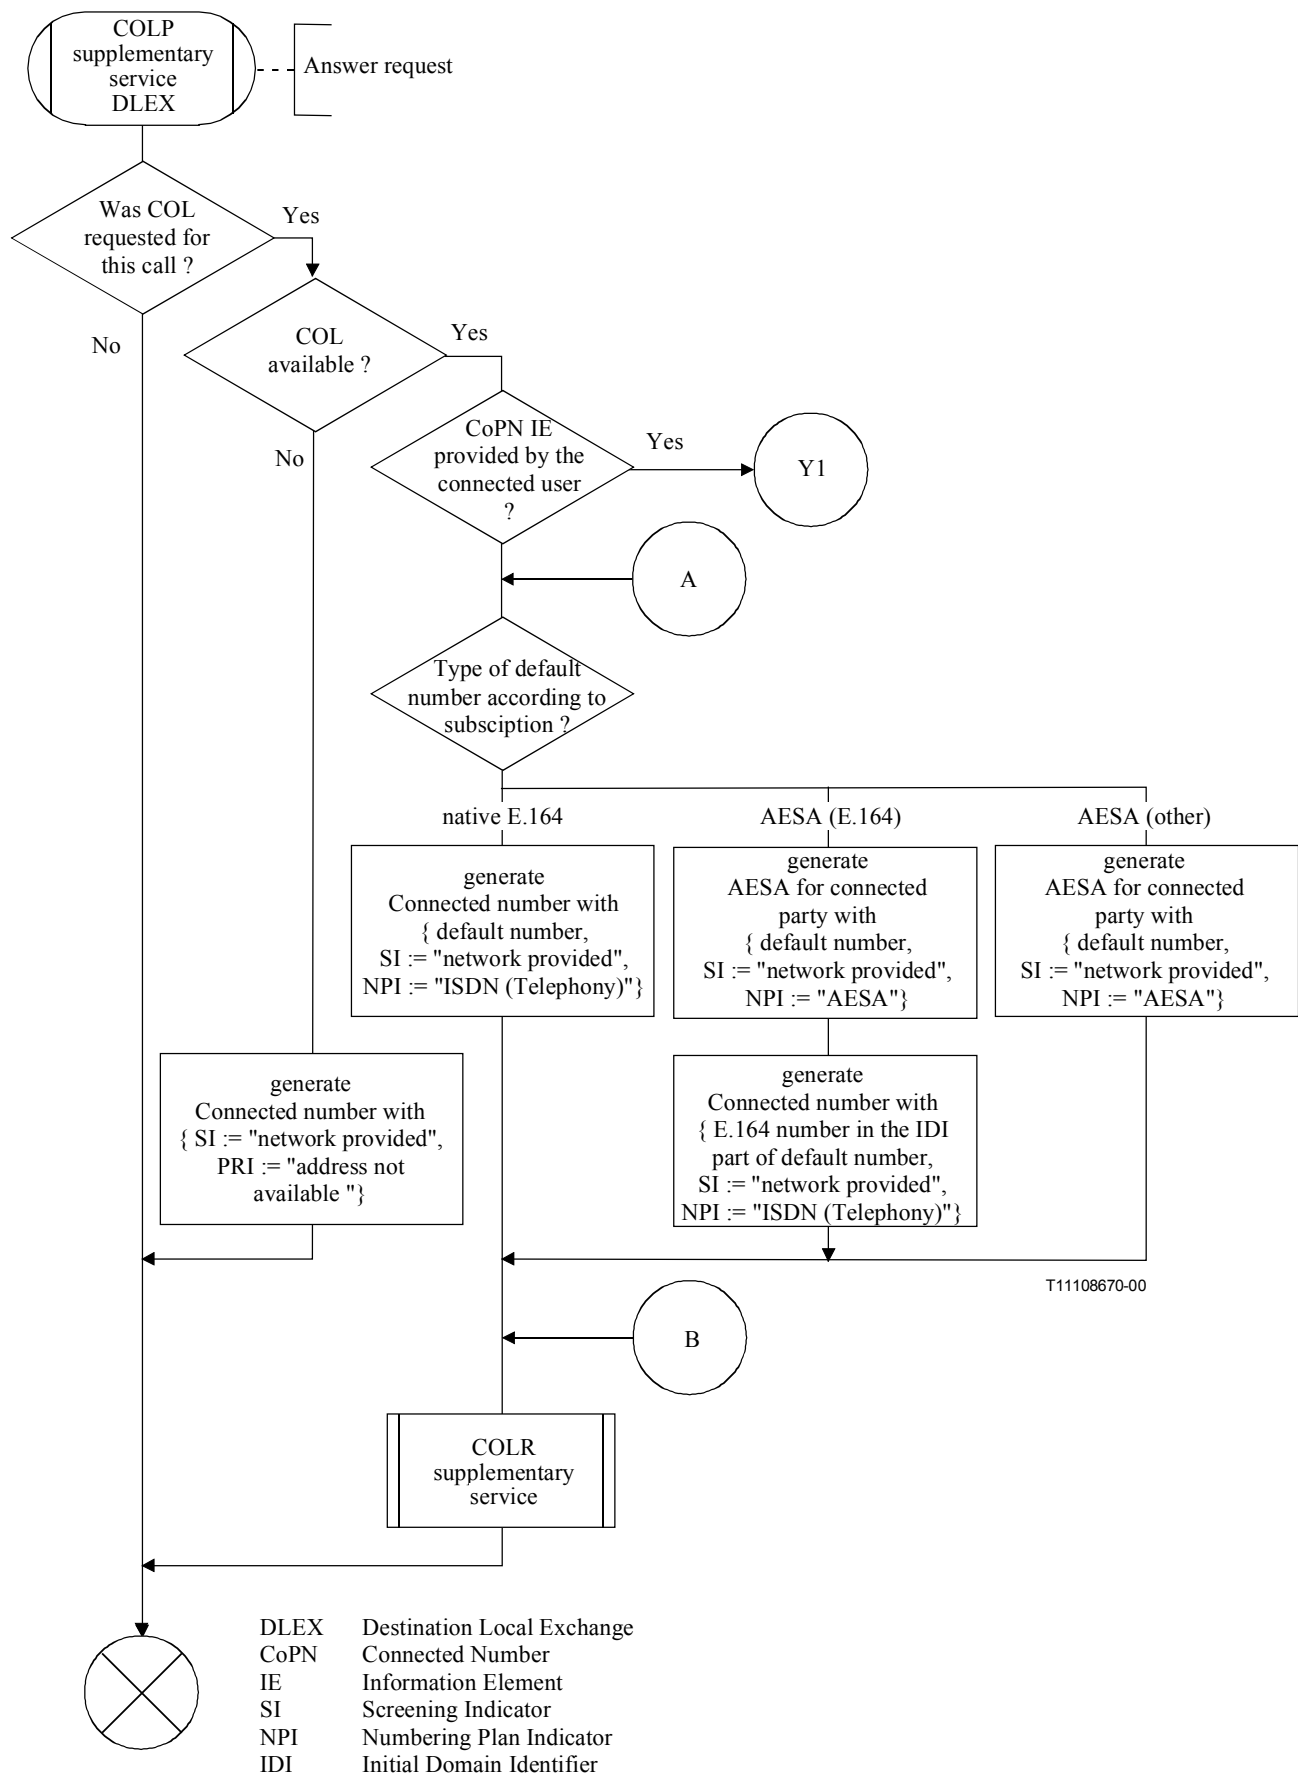 COLP
supplementary
service
DLEX
Answer request
Was COL
requested for
this call ?
Yes
No
COL
available ?
Yes
No
CoPN IE
provided by the
connected user
?
Yes
Y1
A
Type of default
number according to
subsciption ?
native E.164
AESA (E.164)
AESA (other)
generate
Connected number with
{ default number,
SI := "network provided",
NPI := "ISDN (Telephony)"}
generate
AESA for connected
party with
{ default number,
SI := "network provided",
NPI := "AESA"}
generate
AESA for connected
party with
{ default number,
SI := "network provided",
NPI := "AESA"}
generate
Connected number with
{ SI := "network provided",
PRI := "address not
available "}
generate
Connected number with
{ E.164 number in the IDI
part of default number,
SI := "network provided",
NPI := "ISDN (Telephony)"}
T11108670-00
B
COLR
supplementary
service
DLEX Destination Local Exchange
CoPN Connected Number
IE Information Element
SI Screening Indicator
NPI Numbering Plan Indicator
IDI Initial Domain Identifier